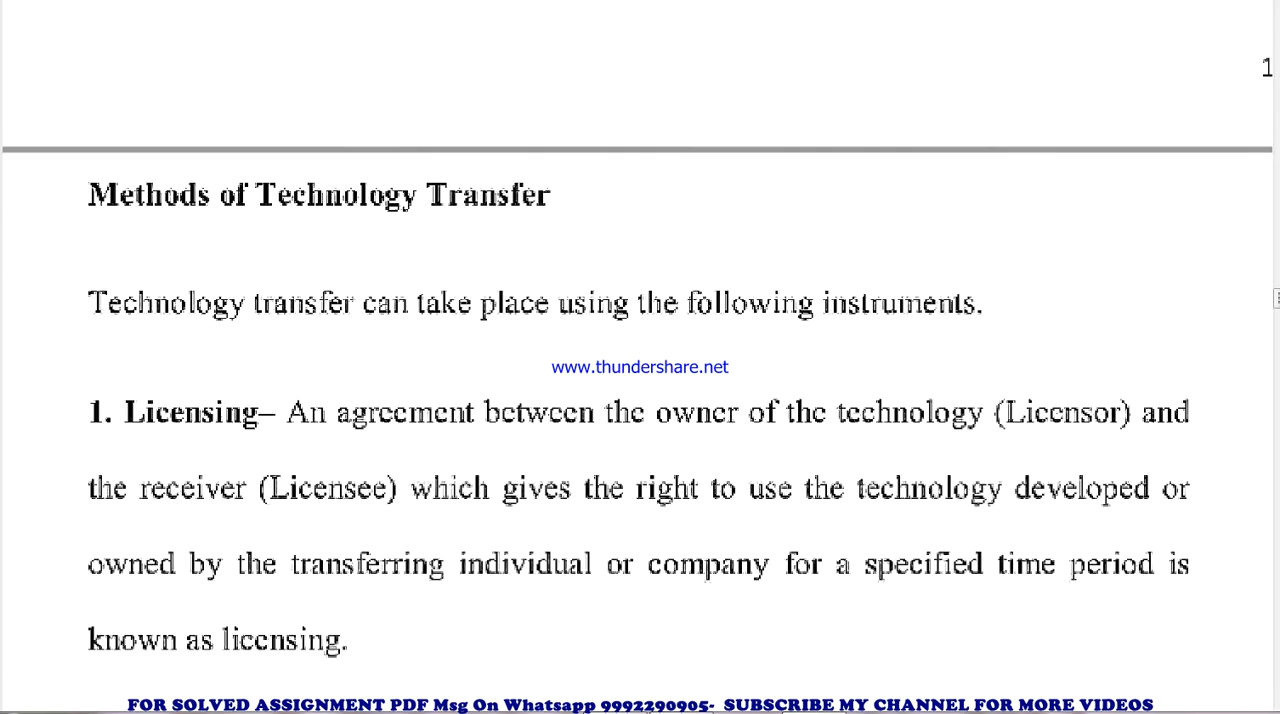 1
Methods of Technology Transfer
Technology transfer can take place using the following instruments.
www.thundershare.net
1. Licensing– An agreement between the owner of the technology (Licensor) and
the receiver (Licensee) which gives the right to use the technology developed or
owned by the transferring individual or company for a specified time period is
known as licensing.
FOR SOLVED ASSIGNMENT PDF Msg On Whatsapp 9992290905- SUBSCRIBE MY CHANNEL FOR MORE VIDEOS